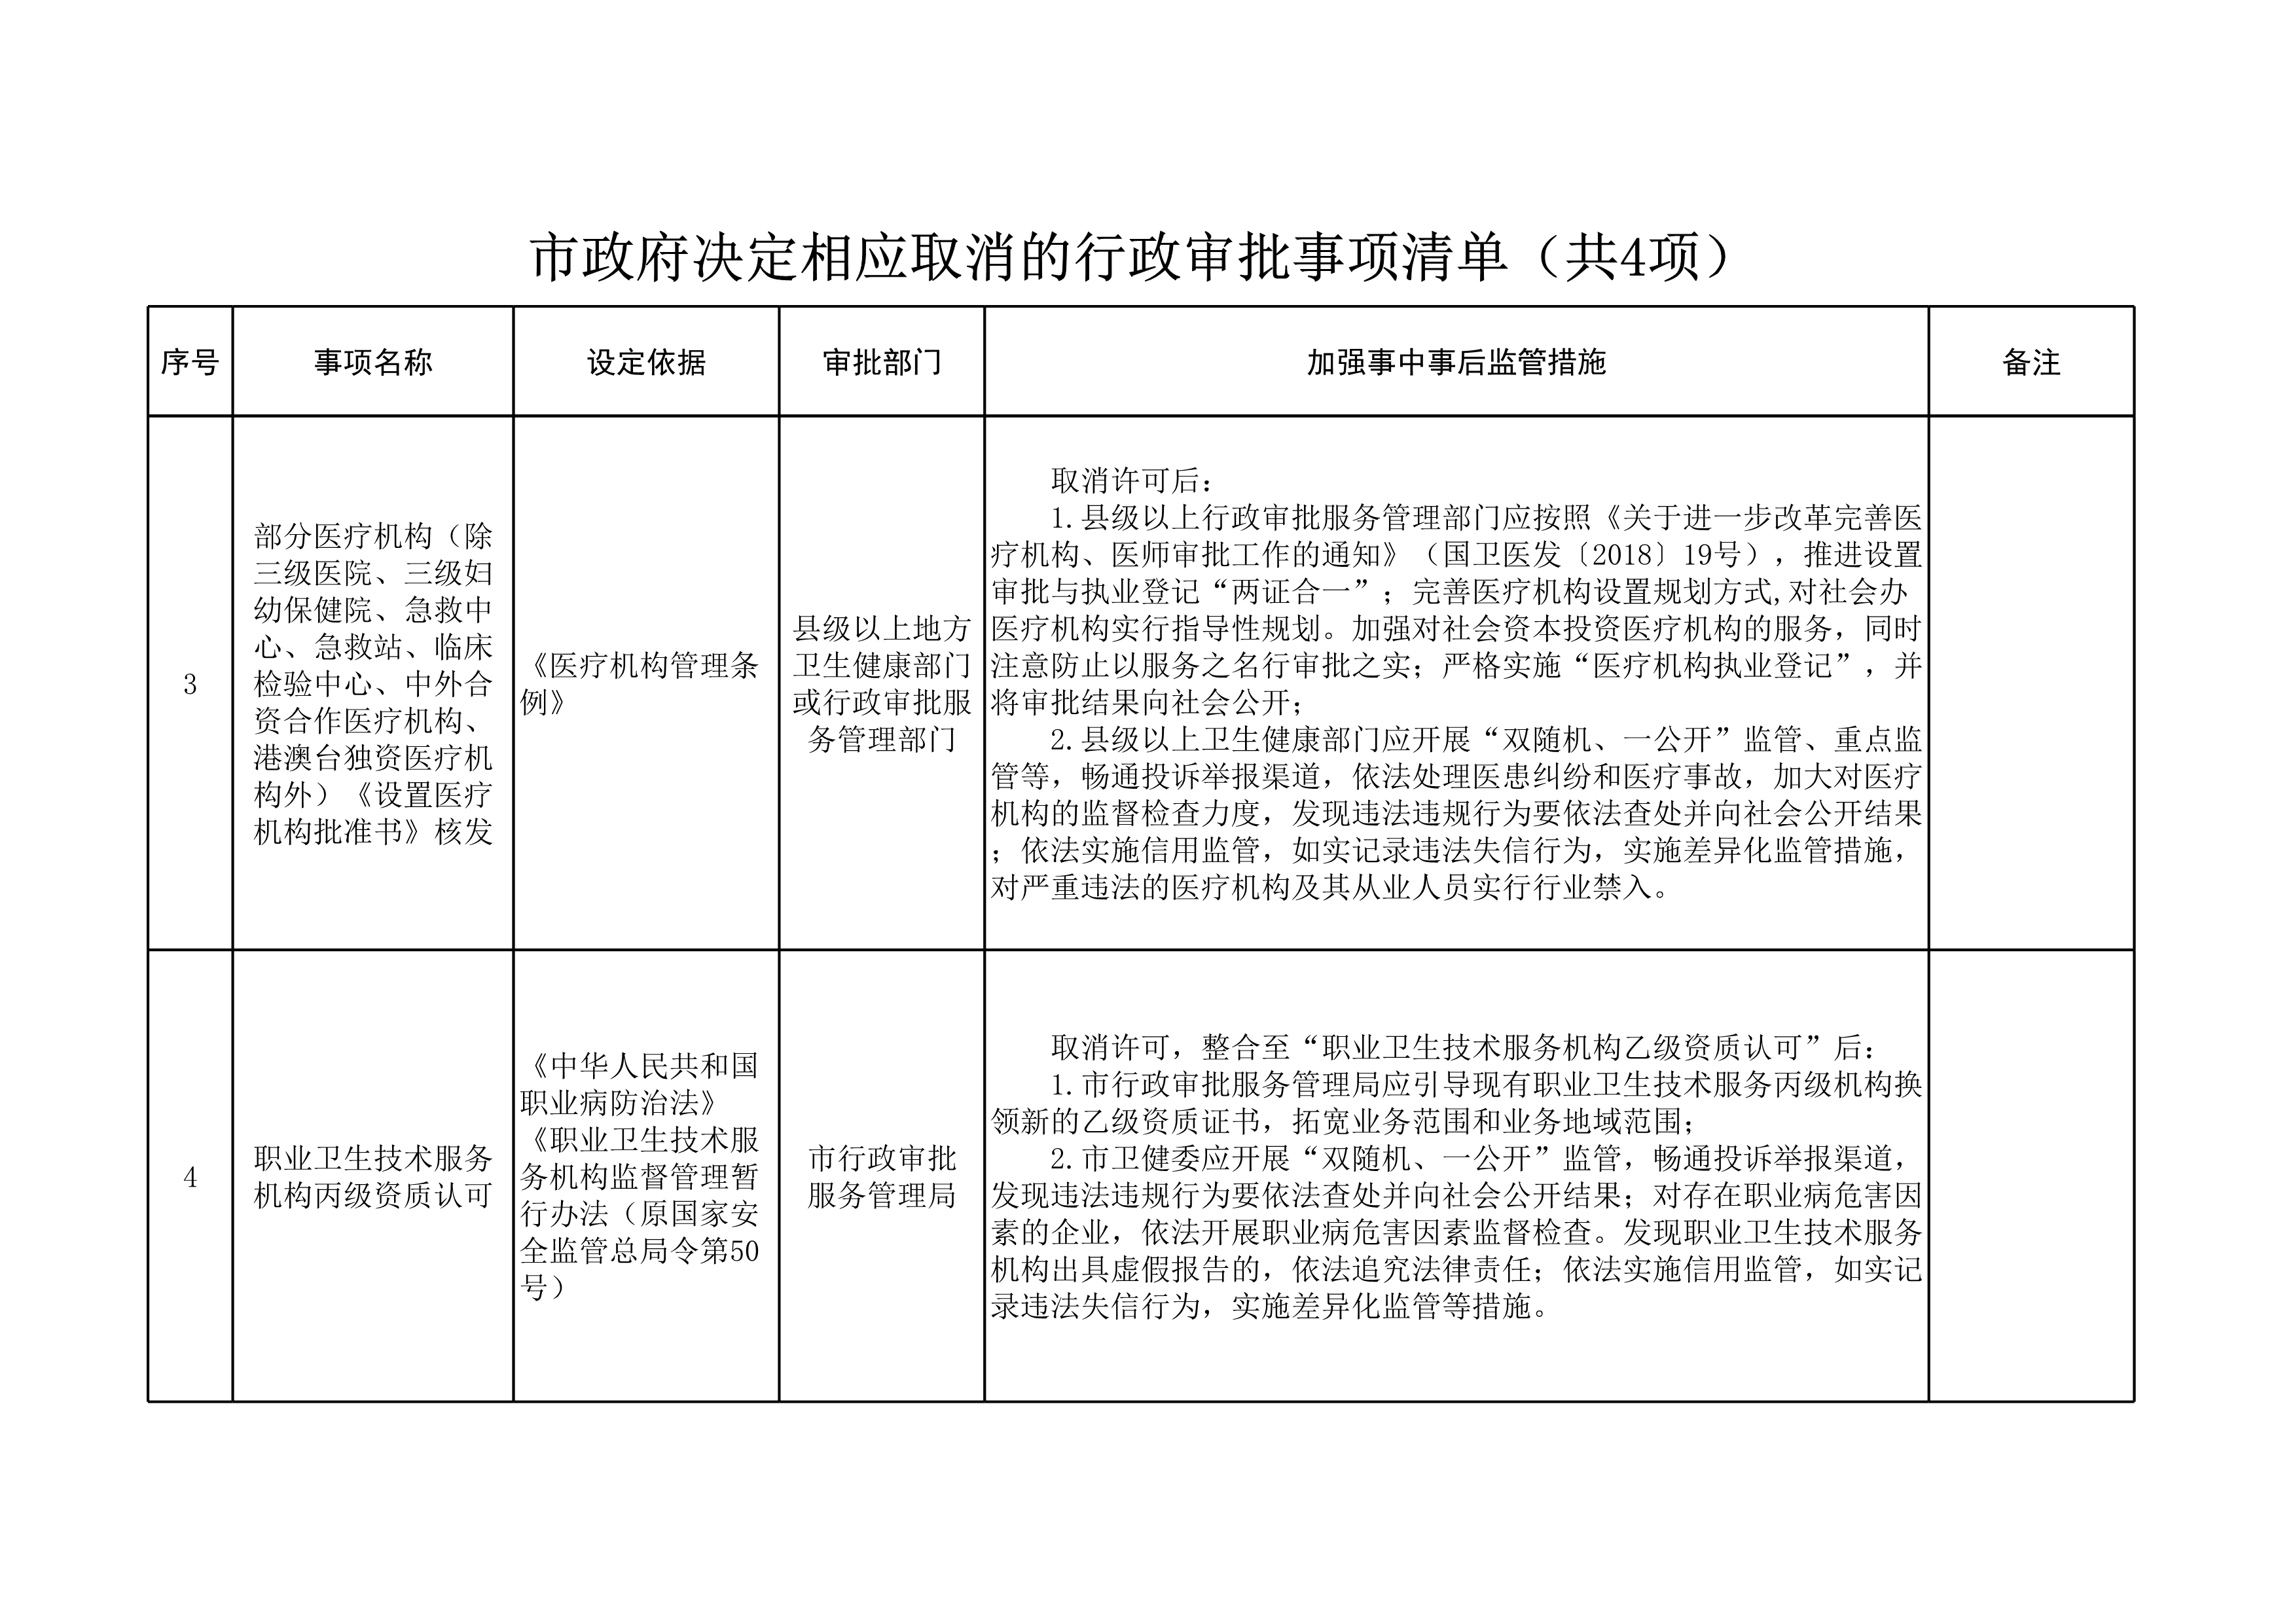 市政府决定相应取消的行政审批事项清单（共4项）
序号
事项名称
设定依据
审批部门
加强事中事后监管措施
备注
3
部分医疗机构（除
三级医院、三级妇
幼保健院、急救中
心、急救站、临床
检验中心、中外合
资合作医疗机构、
港澳台独资医疗机
构外）《设置医疗
机构批准书》核发
《医疗机构管理条
例》
县级以上地方
卫生健康部门
或行政审批服
务管理部门
取消许可后：
1.县级以上行政审批服务管理部门应按照《关于进一步改革完善医
疗机构、医师审批工作的通知》（国卫医发〔2018〕19号），推进设置
审批与执业登记“两证合一”；完善医疗机构设置规划方式,对社会办
医疗机构实行指导性规划。加强对社会资本投资医疗机构的服务，同时
注意防止以服务之名行审批之实；严格实施“医疗机构执业登记”，并
将审批结果向社会公开；
2.县级以上卫生健康部门应开展“双随机、一公开”监管、重点监
管等，畅通投诉举报渠道，依法处理医患纠纷和医疗事故，加大对医疗
机构的监督检查力度，发现违法违规行为要依法查处并向社会公开结果
；依法实施信用监管，如实记录违法失信行为，实施差异化监管措施，
对严重违法的医疗机构及其从业人员实行行业禁入。
4
职业卫生技术服务
机构丙级资质认可
《中华人民共和国
职业病防治法》
《职业卫生技术服
务机构监督管理暂
行办法（原国家安
全监管总局令第50
号）
市行政审批
服务管理局
取消许可，整合至“职业卫生技术服务机构乙级资质认可”后：
1.市行政审批服务管理局应引导现有职业卫生技术服务丙级机构换
领新的乙级资质证书，拓宽业务范围和业务地域范围；
2.市卫健委应开展“双随机、一公开”监管，畅通投诉举报渠道，
发现违法违规行为要依法查处并向社会公开结果；对存在职业病危害因
素的企业，依法开展职业病危害因素监督检查。发现职业卫生技术服务
机构出具虚假报告的，依法追究法律责任；依法实施信用监管，如实记
录违法失信行为，实施差异化监管等措施。